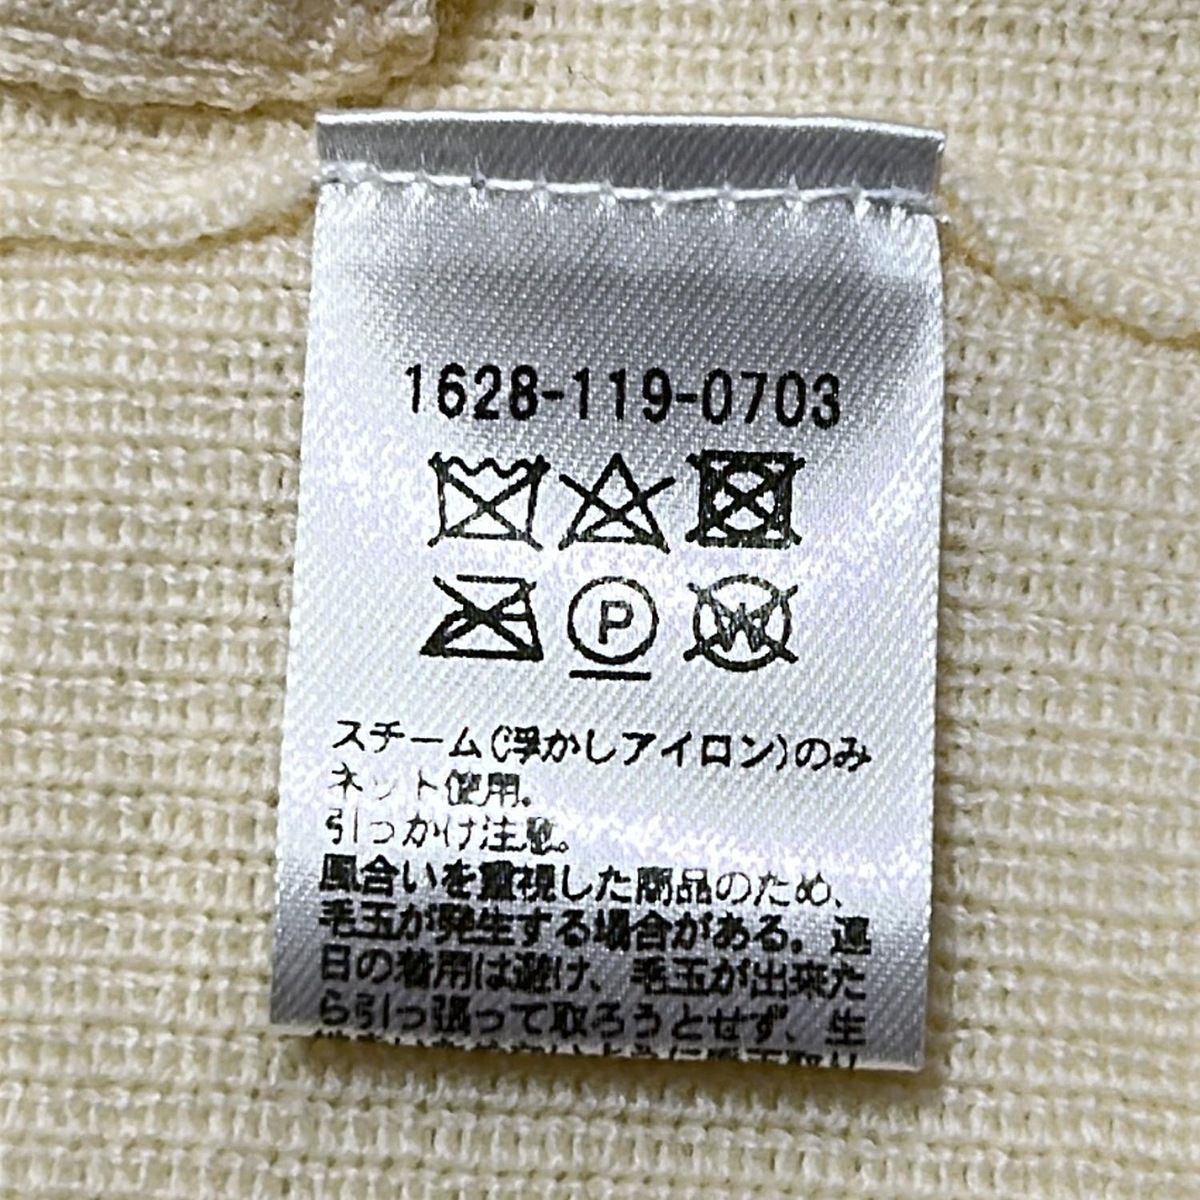 1628-119-0703
P
W
スチーム(浮かしアイロン)のみ
ネット使用。
引っかけ注意。
風合いを重視した商品のため、
毛玉が発生する場合がある。連
日の着用は避け、毛玉が出来た
ら引っ張って取ろうとせず、生